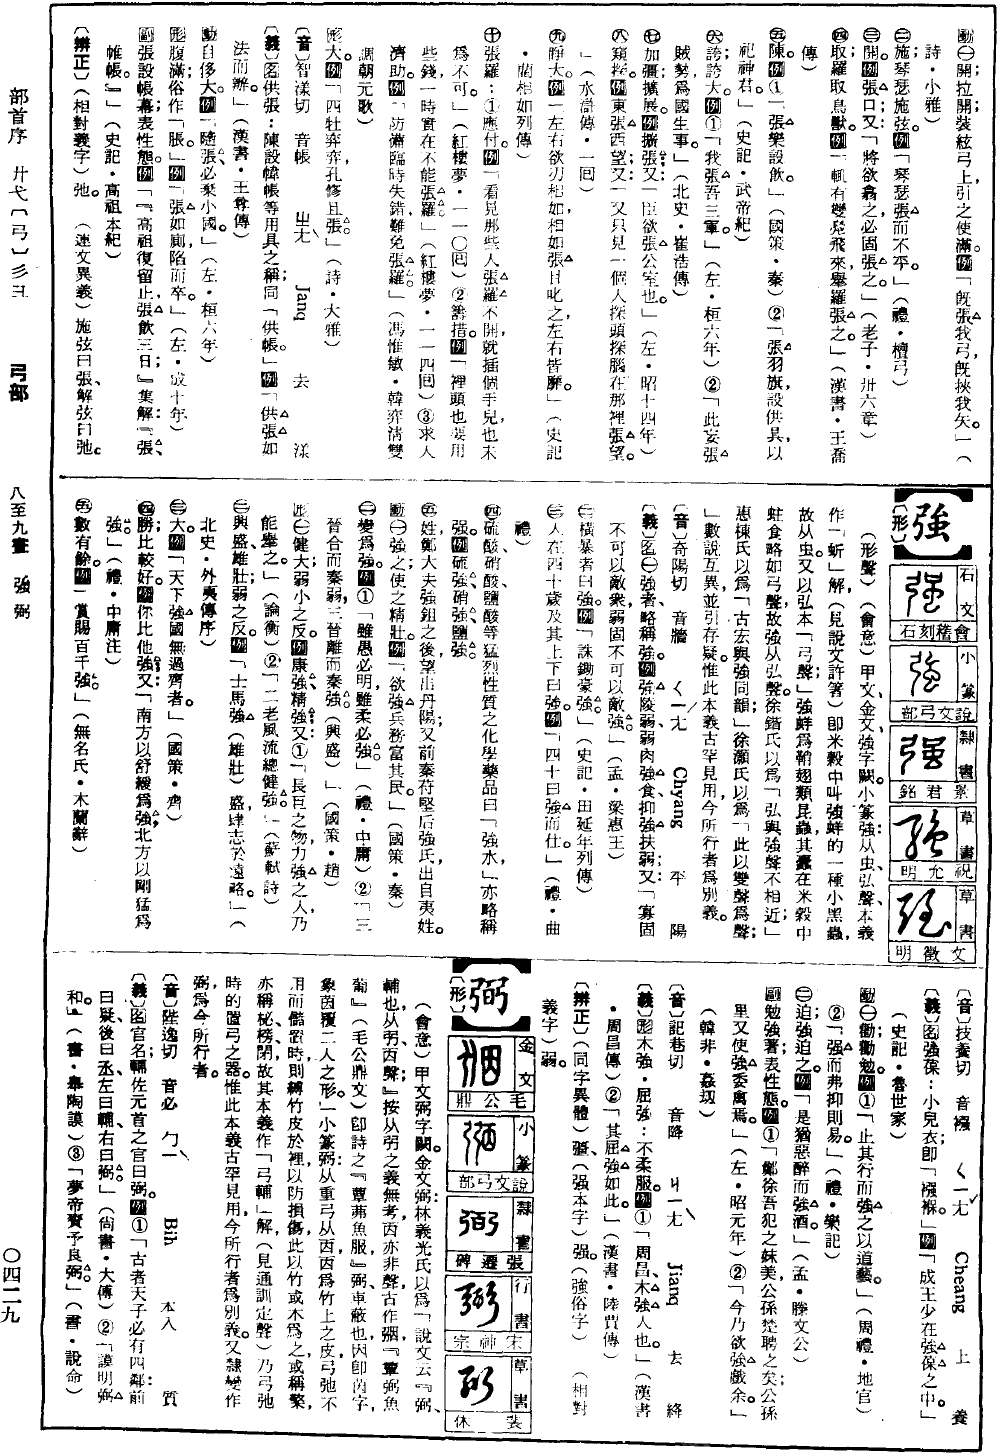 部首序 廾弋〔弓〕彡彐 弓部 八至九畫 強弼 〇四二九
動㊀開;拉開;裝絃弓上引之使滿。例「既張我弓,既挾我矢。」(
詩・小雅)
㊁施琴瑟;施弦。例「琴瑟張而不平。」(禮・檀弓)
㊂開。例張口;又「將欲翕之,必固張之。」(老子・卅六章)
㊃取;羅取鳥獸。例「輒有雙鳧飛來,舉羅張之。」(漢書・王喬
傳)
㊄陳。例①「張樂設飲。」(國策・秦)②「張羽旗,設供具,以
祀神君。」(史記・武帝紀)
㊅誇;誇大。例①「我張吾三軍。」(左・桓六年)②「此妄張
賊勢為國生事。」(北史・崔浩傳)
㊆加彊;擴展。例擴張;又「臣欲張公室也。」(左・昭十四年)
㊇窺探。例東張西望;又「又只見一個人探頭探腦在那裡張望。
」(水滸傳・一回)
㊈睜大。例「左右欲刃相如,相如張目叱之,左右皆靡。」(史記
・藺相如列傳)
㊉張羅:①應付。例「看見那些人張羅不開,就插個手兒也未
為不可。」(紅樓夢・一一〇回)②籌措。例「裡頭也要用
些錢,一時實在不能張羅。」(紅樓夢・一一四回)③求人
濟助。例「防備臨時失錯,難免張羅。」(馮惟敏・韓弈清雙
調朝元歌)
形大。例「四牡弈弈,孔修且張。」(詩・大雅)
〔音〕智漾切 音帳 ㄓㄤˋ Janq 去 漾
〔義〕名供張:陳設幃帳等用具之稱;同「供帳」。例「供張如
法而辦。」(漢書・王尊傳)
動自侈大。例「隨張,必棄小國。」(左・桓六年)
形腹滿;俗作「脹。」例「張,如廁,陷而卒。」(左・成十年)
副張設帳幕;表性態。例「『高祖復留止,張飲三日』;集解:『張,
帷帳。』」(史記・高祖本紀)
〔辨正〕(相對義字)弛。 (連文異義)施弦曰張、解弦曰弛。
強
〔形〕
石文 會稽刻石
小篆 說文弓部
隸書 景君銘
草書 祝允明
草書 文徵明
(形聲)(會意)甲文、金文強字闕。小篆強:从虫、弘聲、本義
作「蚚」解(見說文許箸)即米穀中叫強蛘的一種小黑蟲,
故从虫。又以弘本「弓聲」,強蛘為鞘翅類昆蟲,其蠹在米穀中
蛀食略如弓聲,故強从弘聲。徐鍇氏以為「弘與強聲不相近」;
惠棟氏以為「古宏與強同韻」;徐灝氏以為「此以雙聲為聲」
;數說互異,並引存疑。惟此本義古罕見用,今所行者為別義。
〔音〕奇陽切 音牆 ㄑㄧㄤˊ Chyang 平 陽
〔義〕名㊀強者略稱強。例強陵弱;弱肉強食;抑強扶弱;又「寡固
不可以敵衆,弱固不可以敵強。」(孟・梁惠王)
㊁橫暴者曰強。例「誅鋤豪強。」(史記・田延年列傳)
㊂人在四十歲及其上下曰強。例「四十曰強而仕。」(禮・曲
禮)
㊃硫酸、硝酸、鹽酸等猛烈性質之化學藥品曰「強水」,亦略稱
強。例硫強、硝強、鹽強。
㊄姓,鄭大夫強鉏之後,望出丹陽;又前秦苻堅后強氏,出自夷姓。
動㊀強之;使之精壯。例「欲強兵務富其民。」(國策・秦)
㊁變為強。例①「雖愚必明,雖柔必強。」(禮・中庸)②「三
晉合而秦弱,三晉離而秦強。(興盛)」(國策・趙)
形㊀健大,弱小之反。例康強、精強;又①「長巨之物,力強之人乃
能舉之。」(論衡)②「二老風流總健強。」(蘇軾詩)
㊁興盛,雄壯,弱之反。例「士馬強(雄壯)盛,肆志於遠略。」(
北史・外夷傳序)
㊂大。例「天下強國無過齊者。」(國策・齊)
㊃勝;比較好。例你比他強;又「南方以舒緩為強,北方以剛猛為
強。」(禮・中庸注)
㊄數有餘。例「賞賜百千強。」(無名氏・木蘭辭)
〔音〕技養切 音襁 ㄑㄧㄤˇ Cheang 上 養
〔義〕名強葆:小兒衣;即「襁褓。」例「成王少,在強葆之中。」
(史記・魯世家)
動㊀勸;勸勉。例①「止其行而強之以道藝。」(周禮・地官)
②「強而弗抑則易。」(禮・樂記)
㊁迫;強迫之。例「是猶惡醉而強酒。」(孟・滕文公)
副勉強著;表性態。例①「鄭徐吾犯之妹美,公孫楚聘之矣,公孫
黑又使強委禽焉。」(左・昭元年)②「今乃欲強戲余。」
(韓非・姦劫)
〔音〕記巷切 音降 ㄐㄧㄤˋ Jianq 去 絳
〔義〕形木強、屈強:不柔服。例①「周昌,木強人也。」(漢書
・周昌傳)②「其屈強如此。」(漢書・陸賈傳)
〔辨正〕(同字異體)彊。(強本字)强。(強俗字) (相對
義字)弱。
弼
〔形〕
金文 毛公鼎
小篆 說文弓部
隸書 張遷碑
行書 宋神宗
草書 裴休
(會意)甲文弼字闕。金文弼:林義光氏以為「說文云『弼,
輔也,从弜㐁聲。』按从弜之義無考,㐁亦非聲。古作弻,『簟弼魚
葡』(毛公鼎文)即詩之『簟茀魚服。』弼,車蔽也。因即茵字,
象茵覆二人之形。」小篆弼:从重弓从㐁,㐁為竹上之皮,弓弛不
用而備置時則縛竹皮於裡,以防損傷,此以竹或木為之,或稱檠,
亦稱柲、榜、閉,故其本義作「弓輔」解(見通訓定聲)乃弓弛
時的置弓之器。惟此本義古罕見用,今所行者為別義。又隸變作
弼,為今所行者。
〔音〕陛逸切 音必 ㄅㄧˋ Bih 本入 質
〔義〕名官名,輔佐元首之官曰弼。例①「古者天子必有四鄰:前
曰疑,後曰丞,左曰輔,右曰弼。」(尚書・大傳)②「謨明弼
和。」(書・皋陶謨)③「夢帝賚予良弼。」(書・說命)